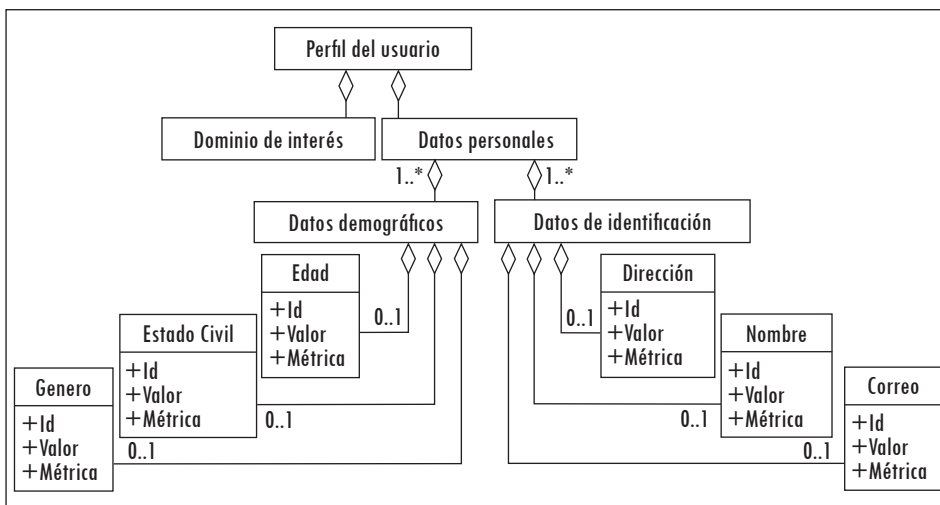 Perfil del usuario
Dominio de interés
Datos personales
1..*
1..*
Datos demográficos
Datos de identificación
Edad
+Id
+Valor
+Métrica
0..1
Dirección
+Id
+Valor
+Métrica
0..1
Estado Civil
+Id
+Valor
+Métrica
0..1
Nombre
+Id
+Valor
+Métrica
0..1
Genero
+Id
+Valor
+Métrica
0..1
Correo
+Id
+Valor
+Métrica
0..1